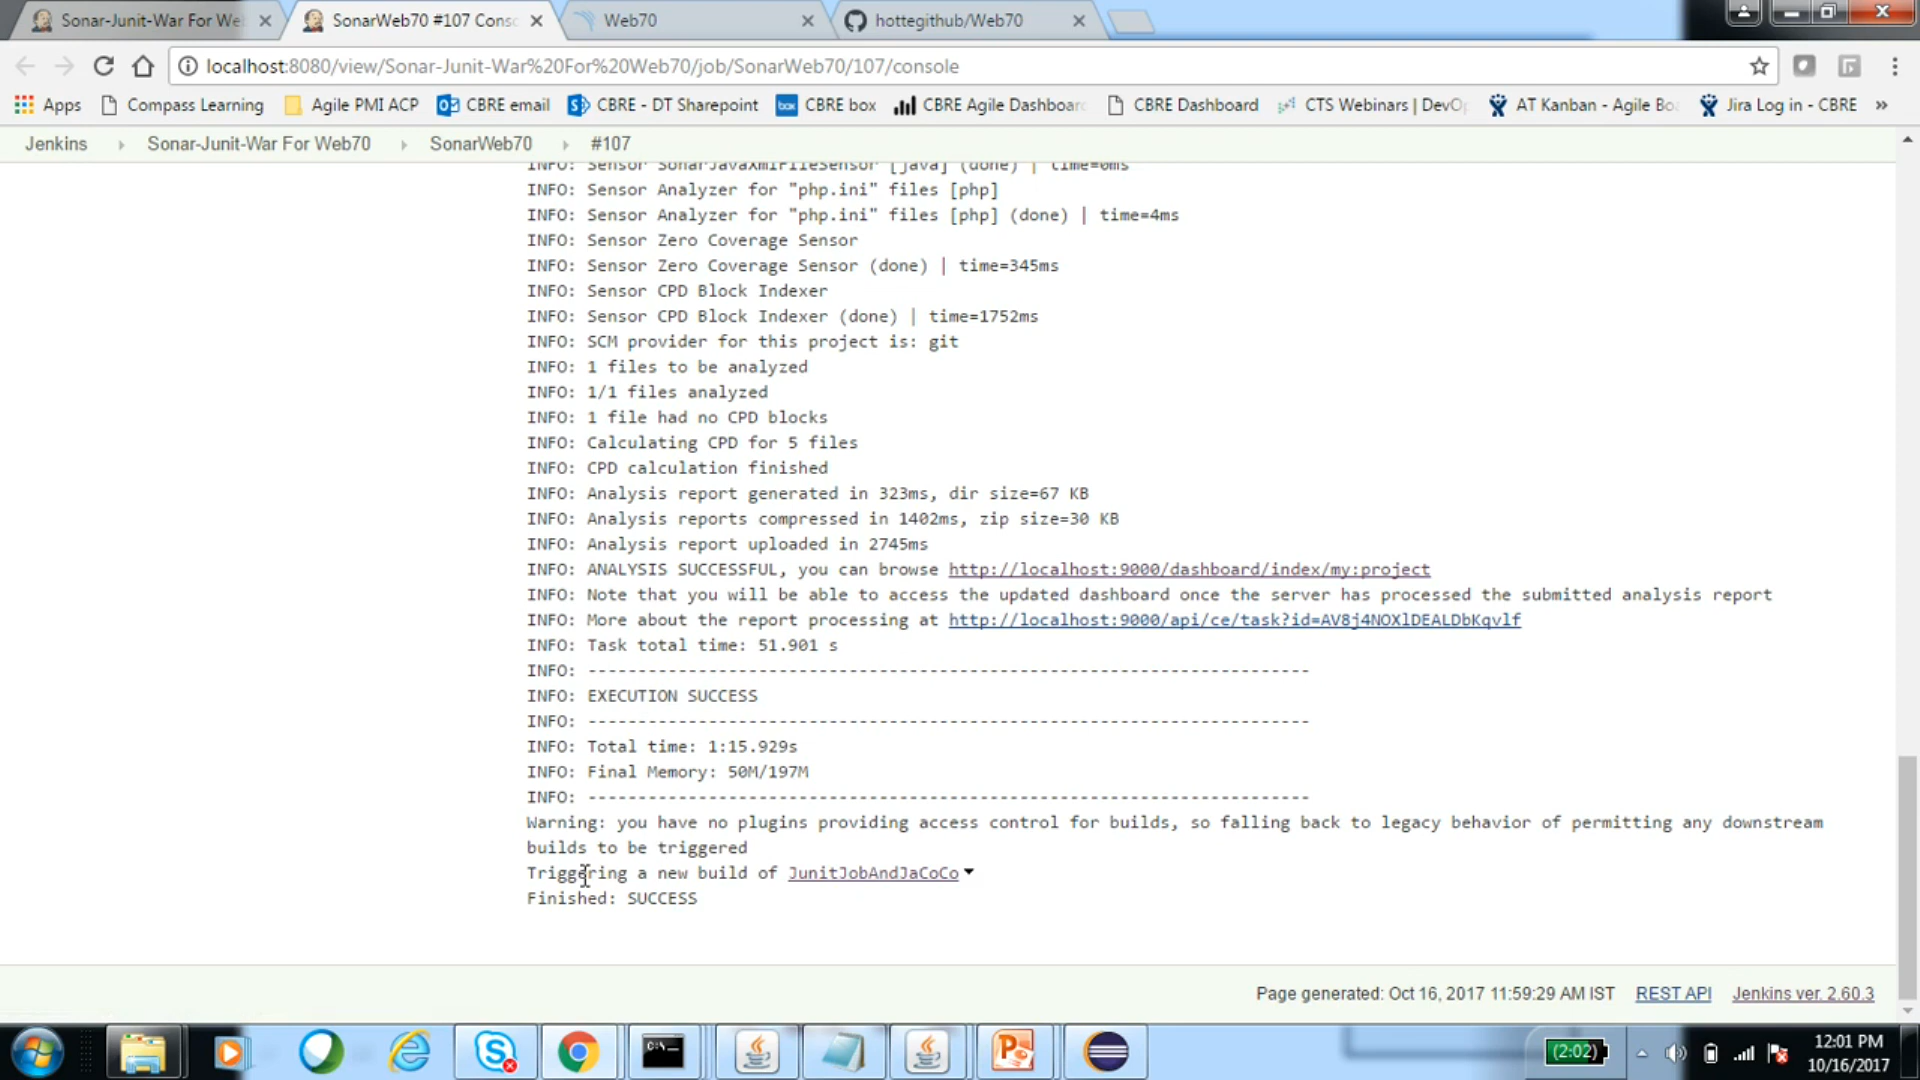 Sonar-Junit-War For We
SonarWeb70 #107 Conso
Web70
hottegithub/Web70
localhost:8080/view/Sonar-Junit-War%20For%20Web70/job/SonarWeb70/107/console
Apps
Compass Learning
Agile PMI ACP
CBRE email
CBRE - DT Sharepoint
CBRE box
CBRE Agile Dashboar
CBRE Dashboard
CTS Webinars | DevO
AT Kanban - Agile Bo
Jira Log in - CBRE
»
Jenkins
Sonar-Junit-War For Web70
SonarWeb70
#107
INFO: Sensor SonarJavaXmlFileSensor [java] (done) | time=0ms
INFO: Sensor Analyzer for "php.ini" files [php]
INFO: Sensor Analyzer for "php.ini" files [php] (done) | time=4ms
INFO: Sensor Zero Coverage Sensor
INFO: Sensor Zero Coverage Sensor (done) | time=345ms
INFO: Sensor CPD Block Indexer
INFO: Sensor CPD Block Indexer (done) | time=1752ms
INFO: SCM provider for this project is: git
INFO: 1 files to be analyzed
INFO: 1/1 files analyzed
INFO: 1 file had no CPD blocks
INFO: Calculating CPD for 5 files
INFO: CPD calculation finished
INFO: Analysis report generated in 323ms, dir size=67 KB
INFO: Analysis reports compressed in 1402ms, zip size=30 KB
INFO: Analysis report uploaded in 2745ms
INFO: ANALYSIS SUCCESSFUL, you can browse http://localhost:9000/dashboard/index/my:project
INFO: Note that you will be able to access the updated dashboard once the server has processed the submitted analysis report
INFO: More about the report processing at http://localhost:9000/api/ce/task?id=AV8j4NOXlDEALDbKqvlf
INFO: Task total time: 51.901 s
INFO: ------------------------------------------------------------------------
INFO: EXECUTION SUCCESS
INFO: ------------------------------------------------------------------------
INFO: Total time: 1:15.929s
INFO: Final Memory: 50M/197M
INFO: ------------------------------------------------------------------------
Warning: you have no plugins providing access control for builds, so falling back to legacy behavior of permitting any downstream
builds to be triggered
Triggering a new build of JunitJobAndJaCoCo
Finished: SUCCESS
Page generated: Oct 16, 2017 11:59:29 AM IST
REST API
Jenkins ver. 2.60.3
(2:02)
12:01 PM
10/16/2017